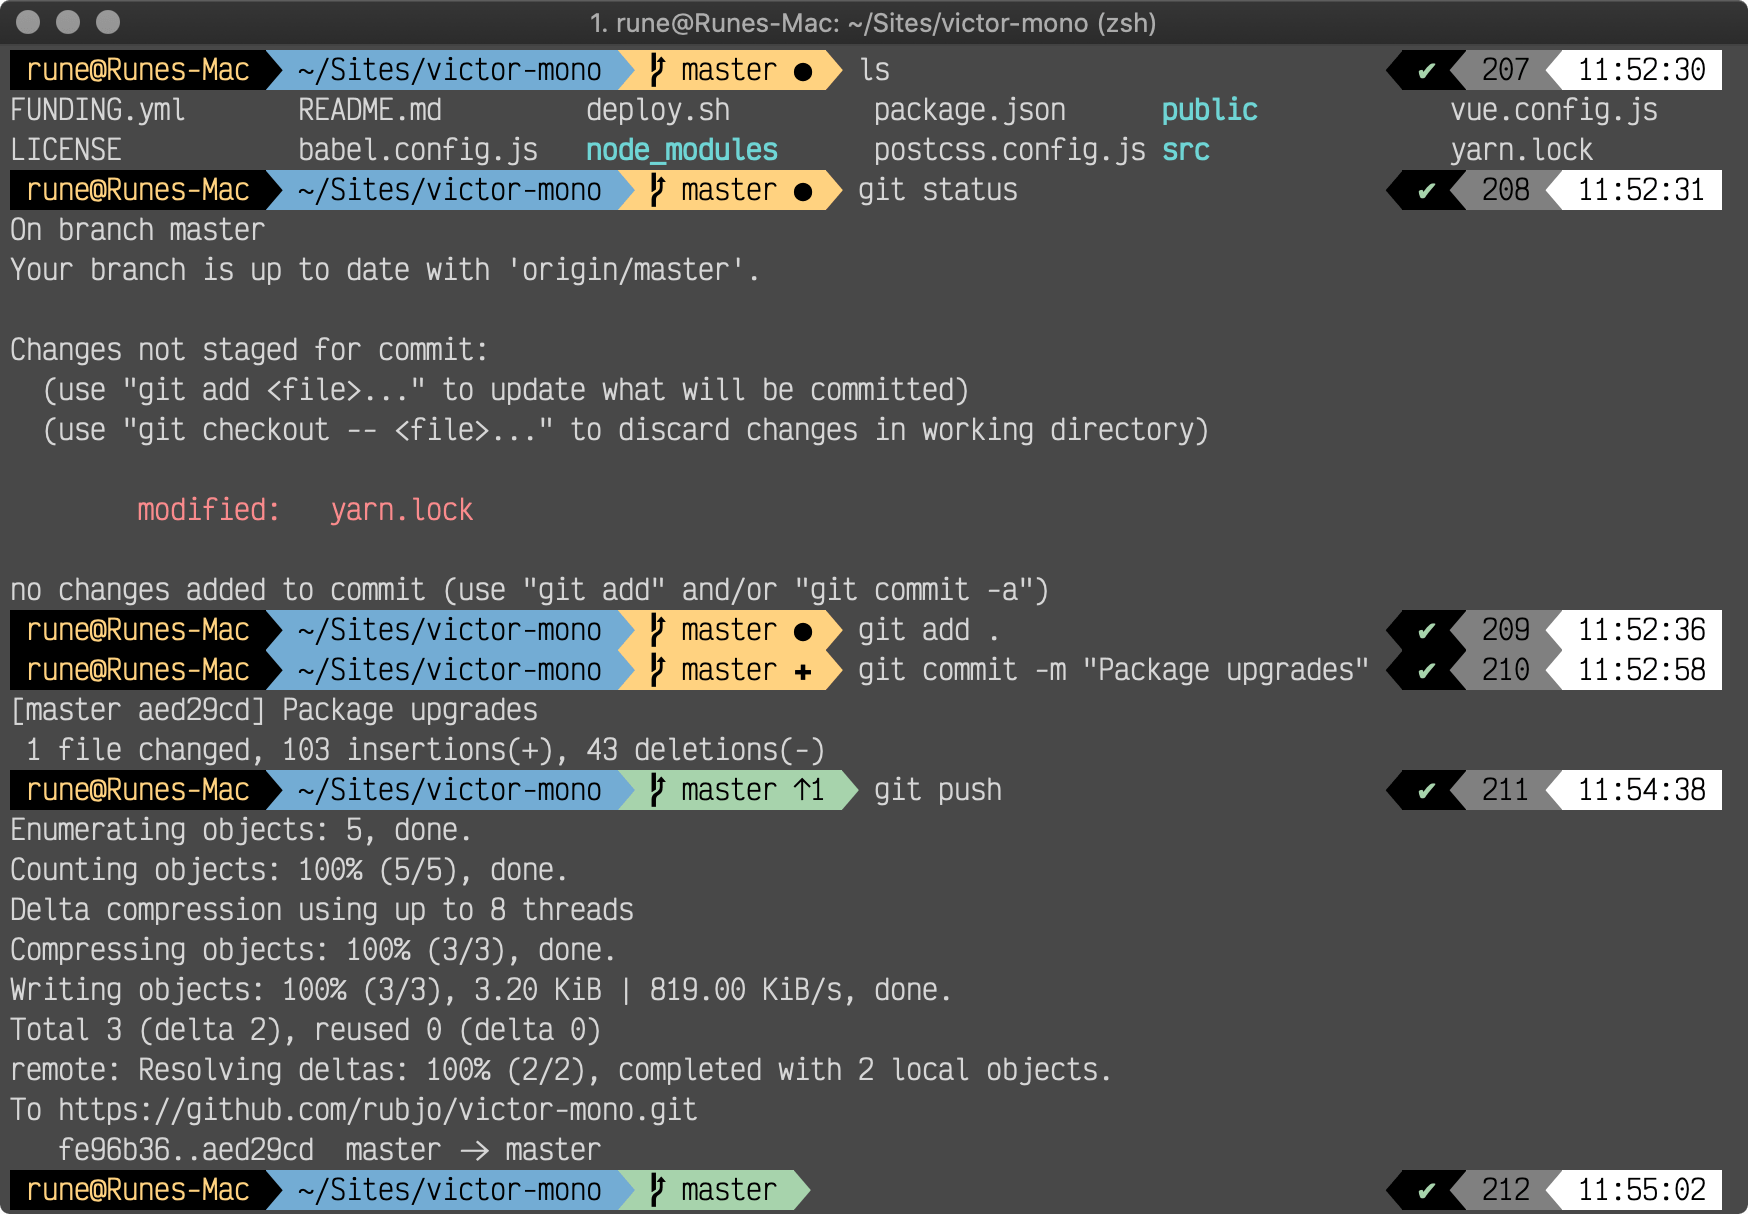 1. rune@Runes-Mac: ~/Sites/victor-mono (zsh)
rune@Runes-Mac ~/Sites/victor-mono master ● ls ✔ 207 11:52:30
FUNDING.yml README.md deploy.sh package.json public vue.config.js
LICENSE babel.config.js node_modules postcss.config.js src yarn.lock
rune@Runes-Mac ~/Sites/victor-mono master ● git status ✔ 208 11:52:31
On branch master
Your branch is up to date with 'origin/master'.
Changes not staged for commit:
(use "git add <file>..." to update what will be committed)
(use "git checkout -- <file>..." to discard changes in working directory)
modified: yarn.lock
no changes added to commit (use "git add" and/or "git commit -a")
rune@Runes-Mac ~/Sites/victor-mono master ● git add . ✔ 209 11:52:36
rune@Runes-Mac ~/Sites/victor-mono master ✚ git commit -m "Package upgrades" ✔ 210 11:52:58
[master aed29cd] Package upgrades
1 file changed, 103 insertions(+), 43 deletions(-)
rune@Runes-Mac ~/Sites/victor-mono master ↑1 git push ✔ 211 11:54:38
Enumerating objects: 5, done.
Counting objects: 100% (5/5), done.
Delta compression using up to 8 threads
Compressing objects: 100% (3/3), done.
Writing objects: 100% (3/3), 3.20 KiB | 819.00 KiB/s, done.
Total 3 (delta 2), reused 0 (delta 0)
remote: Resolving deltas: 100% (2/2), completed with 2 local objects.
To https://github.com/rubjo/victor-mono.git
fe96b36..aed29cd master -> master
rune@Runes-Mac ~/Sites/victor-mono master ✔ 212 11:55:02